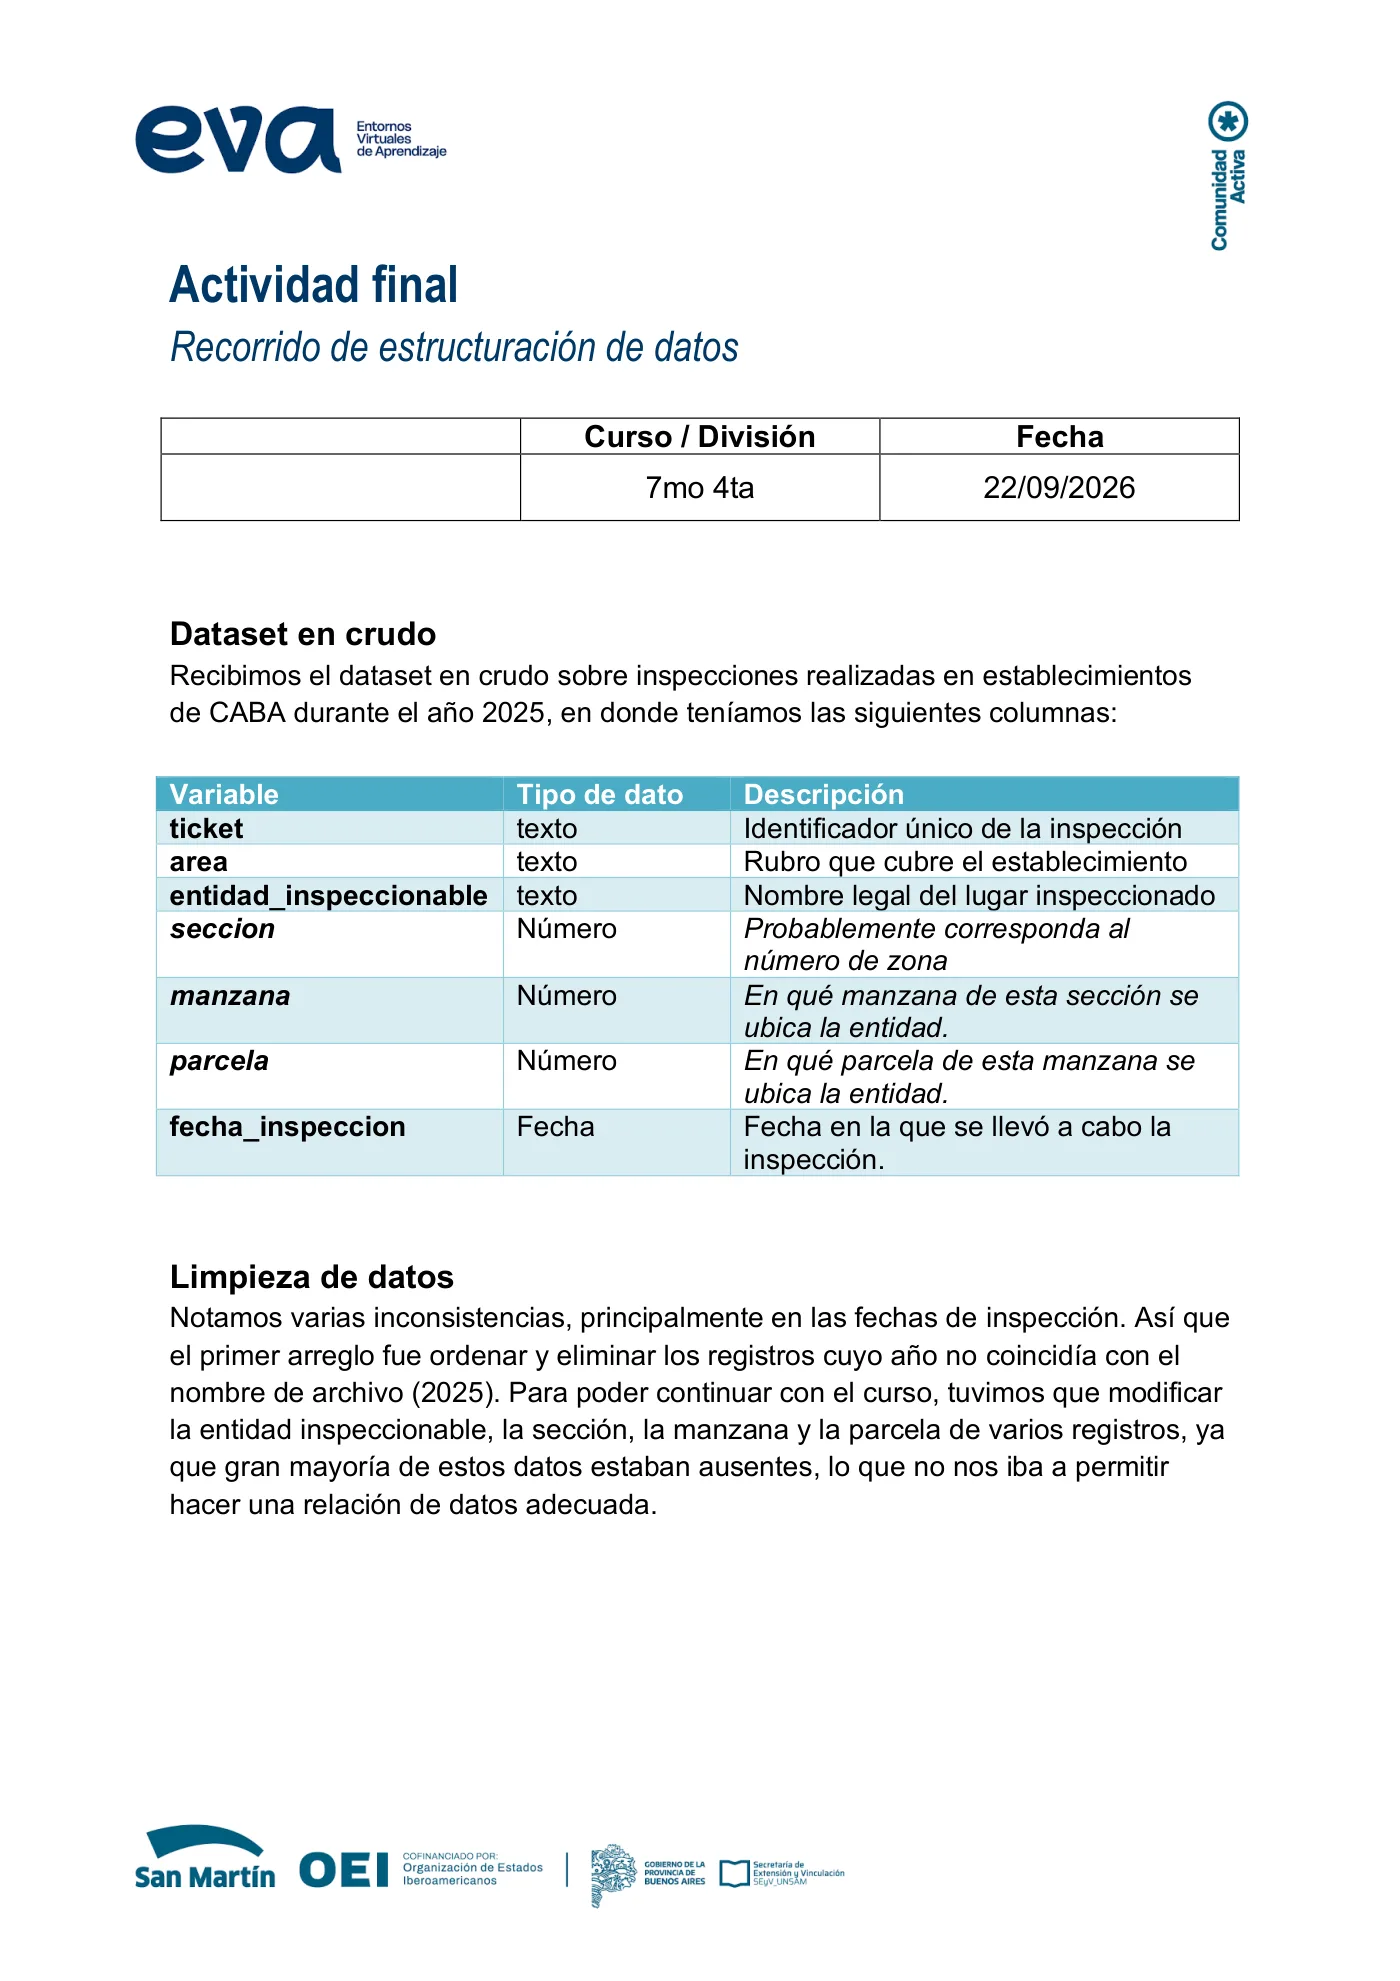 eva
Entornos
Virtuales
de Aprendizaje
Comunidad
Activa
Actividad final
Recorrido de estructuración de datos
Curso / División Fecha
7mo 4ta 22/09/2026
Dataset en crudo
Recibimos el dataset en crudo sobre inspecciones realizadas en establecimientos
de CABA durante el año 2025, en donde teníamos las siguientes columnas:
Variable Tipo de dato Descripción
ticket texto Identificador único de la inspección
area texto Rubro que cubre el establecimiento
entidad_inspeccionable texto Nombre legal del lugar inspeccionado
seccion Número Probablemente corresponda al
número de zona
manzana Número En qué manzana de esta sección se
ubica la entidad.
parcela Número En qué parcela de esta manzana se
ubica la entidad.
fecha_inspeccion Fecha Fecha en la que se llevó a cabo la
inspección.
Limpieza de datos
Notamos varias inconsistencias, principalmente en las fechas de inspección. Así que
el primer arreglo fue ordenar y eliminar los registros cuyo año no coincidía con el
nombre de archivo (2025). Para poder continuar con el curso, tuvimos que modificar
la entidad inspeccionable, la sección, la manzana y la parcela de varios registros, ya
que gran mayoría de estos datos estaban ausentes, lo que no nos iba a permitir
hacer una relación de datos adecuada.
San Martín
OEI
COFINANCIADO POR:
Organización de Estados
Iberoamericanos
GOBIERNO DE LA
PROVINCIA DE
BUENOS AIRES
Secretaría de
Extensión y Vinculación
SEyV_UNSAM